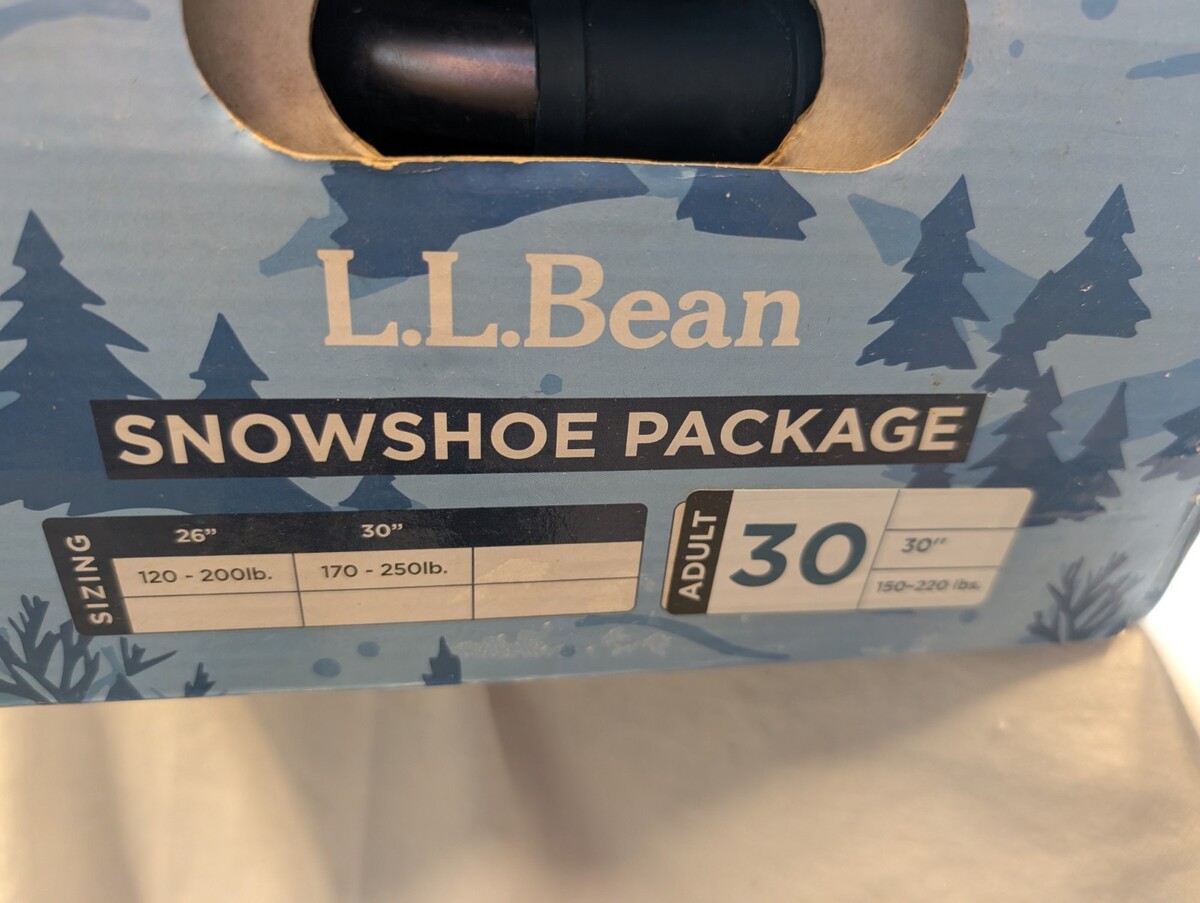 L.L.Bean
SNOWSHOE PACKAGE
SIZING
26” 30”
120 - 200lb. 170 - 250lb.
ADULT
30
30″
150–220 lbs.